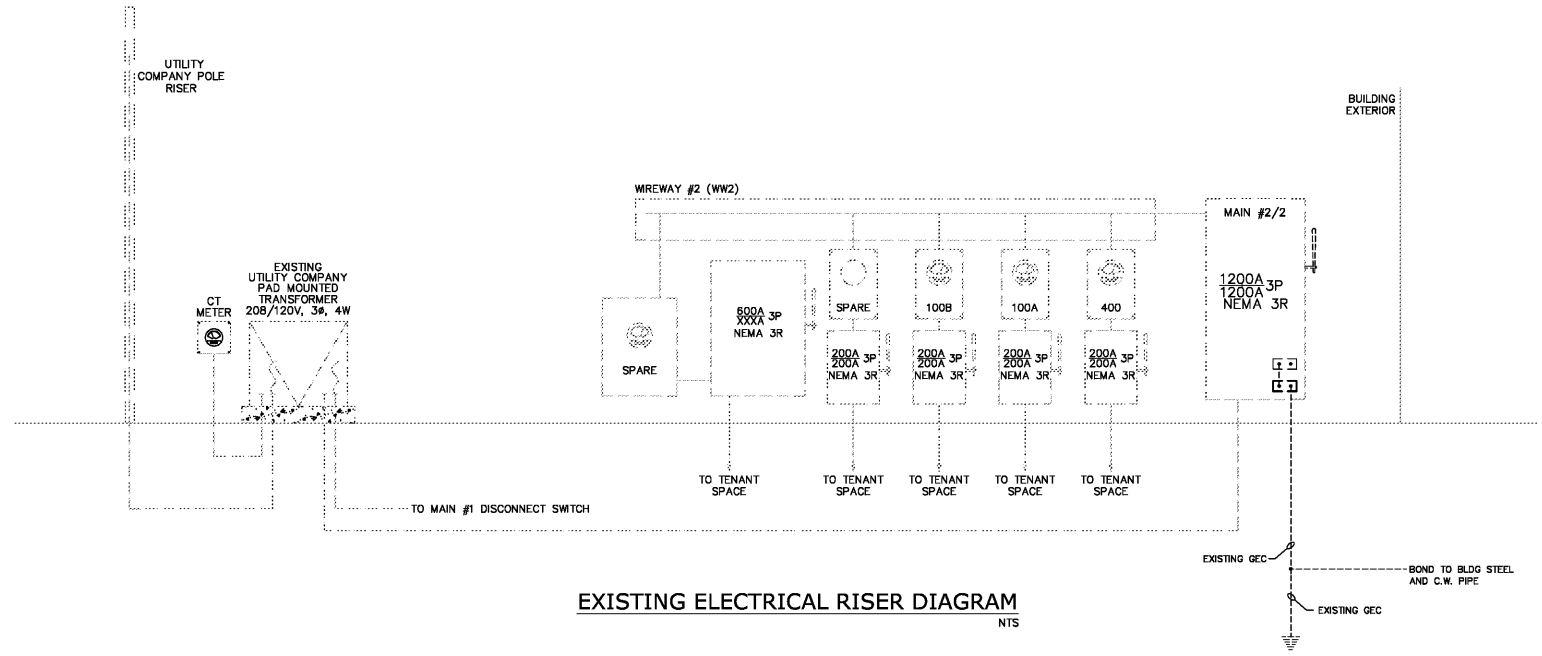 UTILITY
COMPANY POLE
RISER
BUILDING
EXTERIOR
WIREWAY #2 (WW2)
MAIN #2/2
1200A
1200A
3P
NEMA 3R
EXISTING
UTILITY COMPANY
PAD MOUNTED
TRANSFORMER
208/120V, 3ø, 4W
CT
METER
SPARE
600A
XXXA
3P
NEMA 3R
SPARE
100B
100A
400
200A
200A
3P
NEMA 3R
200A
200A
3P
NEMA 3R
200A
200A
3P
NEMA 3R
200A
200A
3P
NEMA 3R
TO TENANT
SPACE
TO TENANT
SPACE
TO TENANT
SPACE
TO TENANT
SPACE
TO TENANT
SPACE
TO MAIN #1 DISCONNECT SWITCH
EXISTING GEC
BOND TO BLDG STEEL
AND C.W. PIPE
EXISTING GEC
EXISTING ELECTRICAL RISER DIAGRAM
NTS